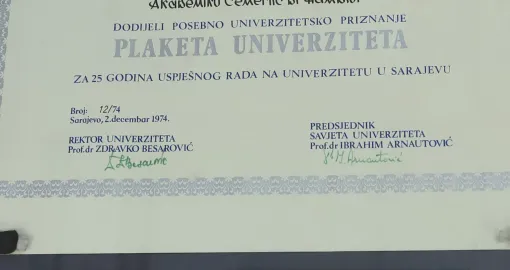 DODIJELI POSEBNO UNIVERZITETSKO PRIZNANJE
PLAKETA UNIVERZITETA
ZA 25 GODINA USPJEŠNOG RADA NA UNIVERZITETU U SARAJEVU
Broj: 12/74
Sarajevo, 2. decembar 1974.
REKTOR UNIVERZITETA
Prof.dr ZDRAVKO BESAROVIĆ
PREDSJEDNIK
SAVJETA UNIVERZITETA
Prof.dr IBRAHIM ARNAUTOVIĆ